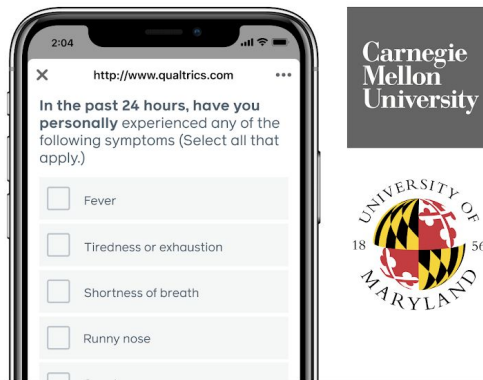 2:04
http://www.qualtrics.com
In the past 24 hours, have you
personally experienced any of the
following symptoms (Select all that
apply.)
Fever
Tiredness or exhaustion
Shortness of breath
Runny nose
Carnegie
Mellon
University
UNIVERSITY OF
18 56
MARYLAND